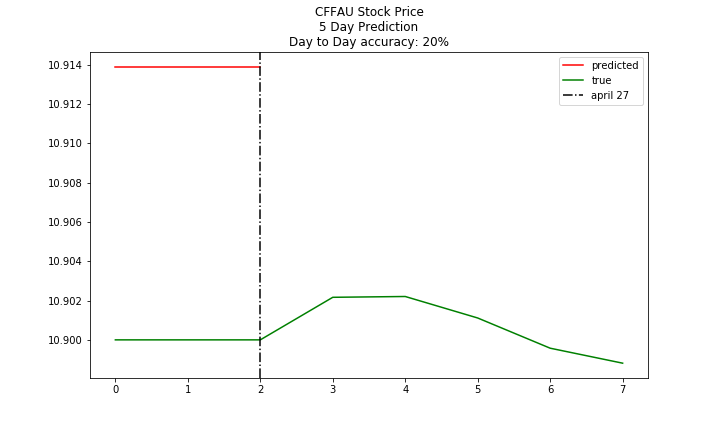 CFFAU Stock Price
5 Day Prediction
Day to Day accuracy: 20%
10.914
10.912
10.910
10.908
10.906
10.904
10.902
10.900
predicted
true
april 27
0 1 2 3 4 5 6 7